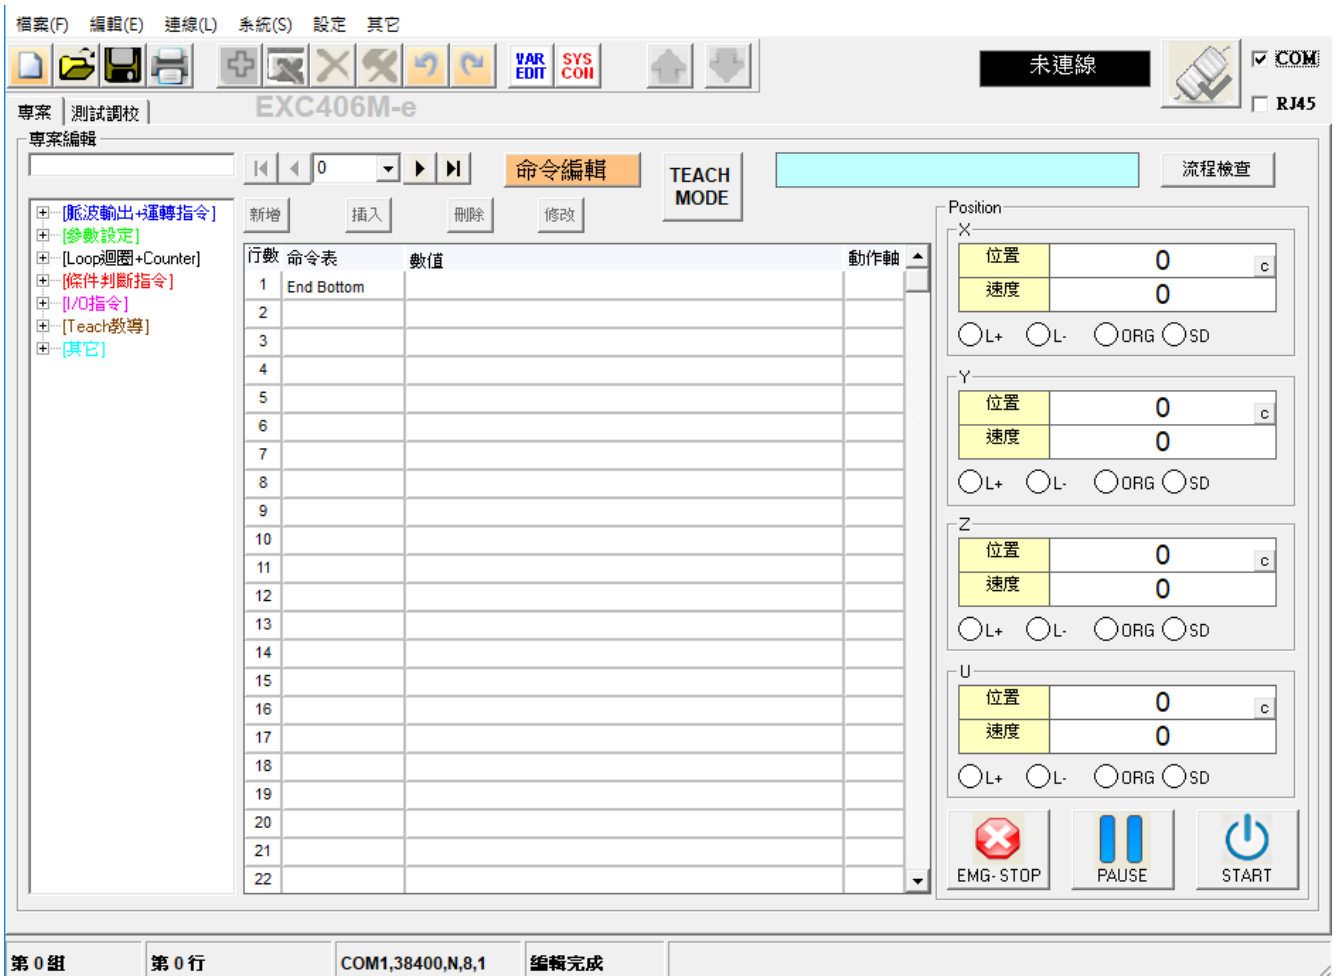 檔案(F) 編輯(E) 連線(L) 系統(S) 設定 其它
VAR EDIT
SYS CON
未連線
COM
RJ45
專案 測試調校
EXC406M-e
專案編輯
0
命令編輯
TEACH MODE
流程檢查
新增 插入 刪除 修改
[脈波輸出+運轉指令]
[參數設定]
[Loop迴圈+Counter]
[條件判斷指令]
[I/O指令]
[Teach教導]
[其它]
行數 命令表 數值 動作軸
1 End Bottom
2
3
4
5
6
7
8
9
10
11
12
13
14
15
16
17
18
19
20
21
22
Position
X
位置 0 c
速度 0
L+ L- ORG SD
Y
位置 0 c
速度 0
L+ L- ORG SD
Z
位置 0 c
速度 0
L+ L- ORG SD
U
位置 0 c
速度 0
L+ L- ORG SD
EMG-STOP PAUSE START
第 0 組 第 0 行 COM1,38400,N,8,1 編輯完成